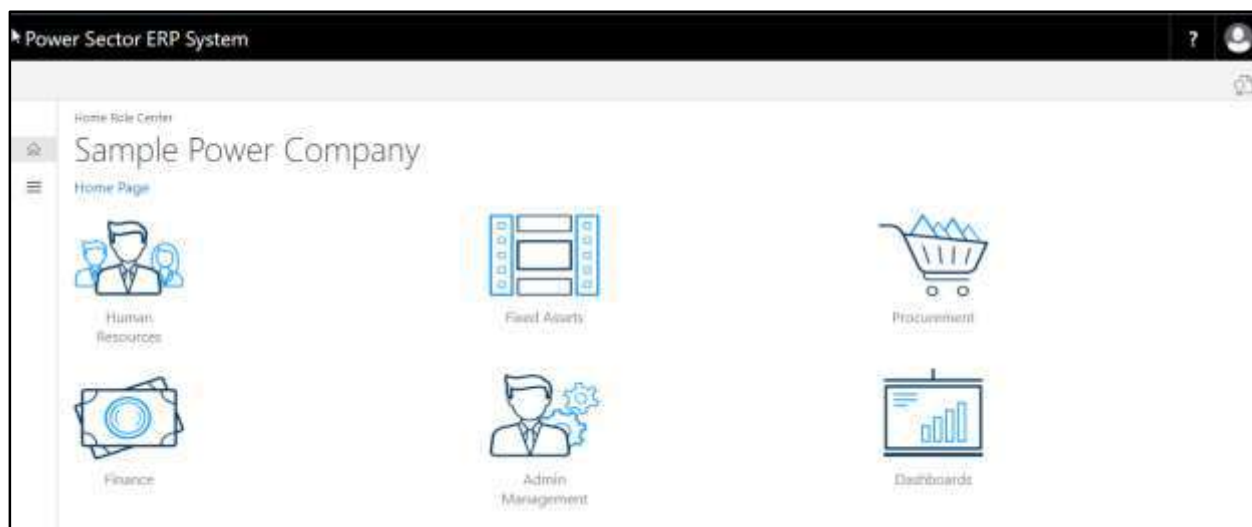 Power Sector ERP System
?
Home Role Center
Sample Power Company
Home Page
Human
Resources
Fixed Assets
Procurement
Finance
Admin
Management
Dashboards